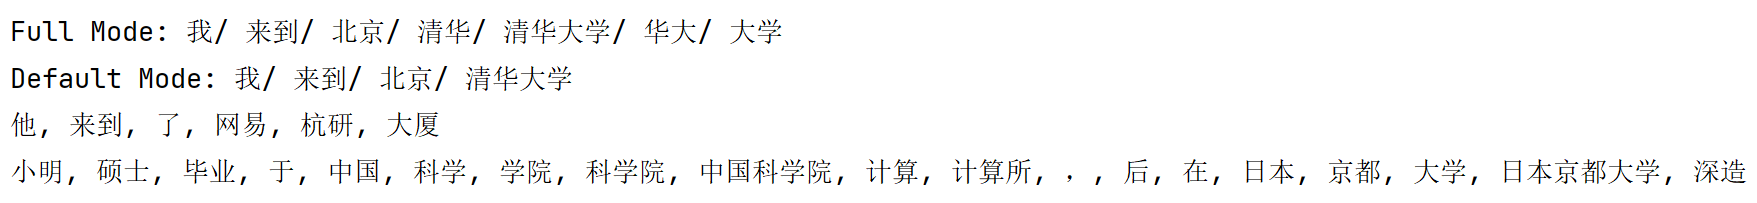 Full Mode: 我/ 来到/ 北京/ 清华/ 清华大学/ 华大/ 大学
Default Mode: 我/ 来到/ 北京/ 清华大学
他, 来到, 了, 网易, 杭研, 大厦
小明, 硕士, 毕业, 于, 中国, 科学, 学院, 科学院, 中国科学院, 计算, 计算所, ，, 后, 在, 日本, 京都, 大学, 日本京都大学, 深造